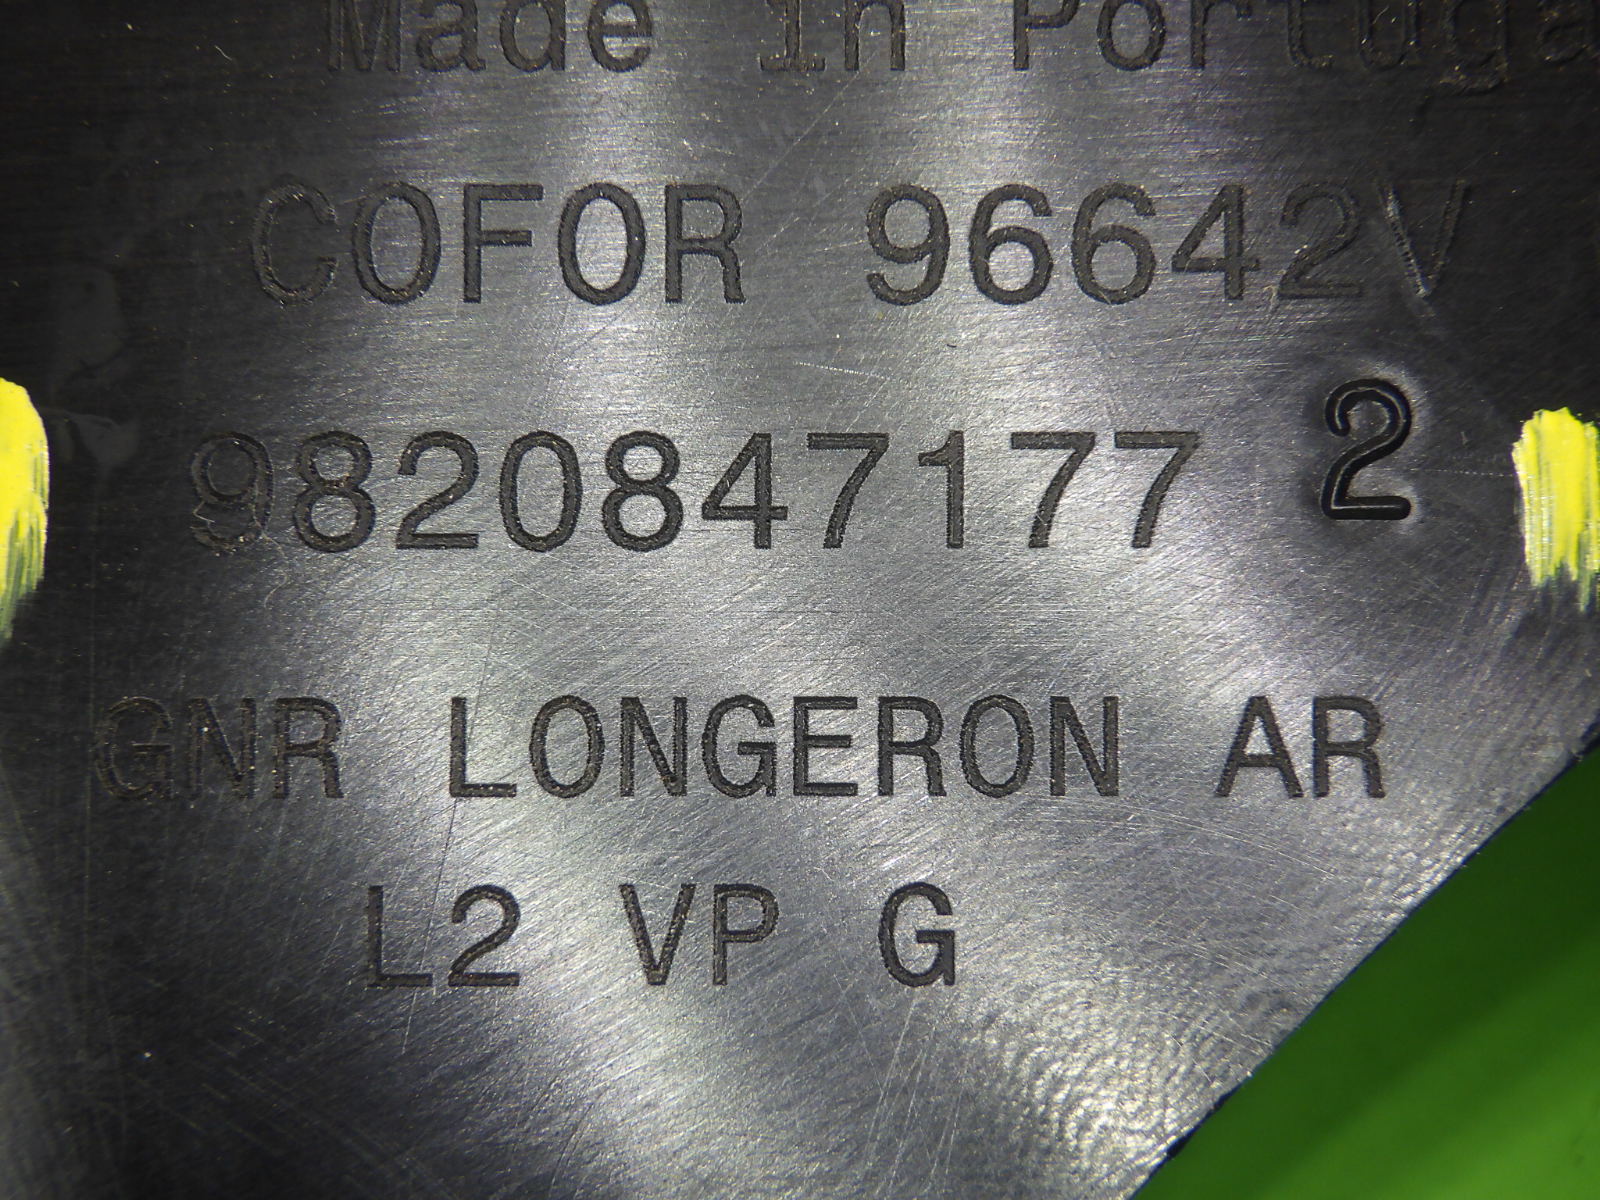 Made in Portuga
COFOR 96642V
9820847177 2
GNR LONGERON AR
L2 VP G